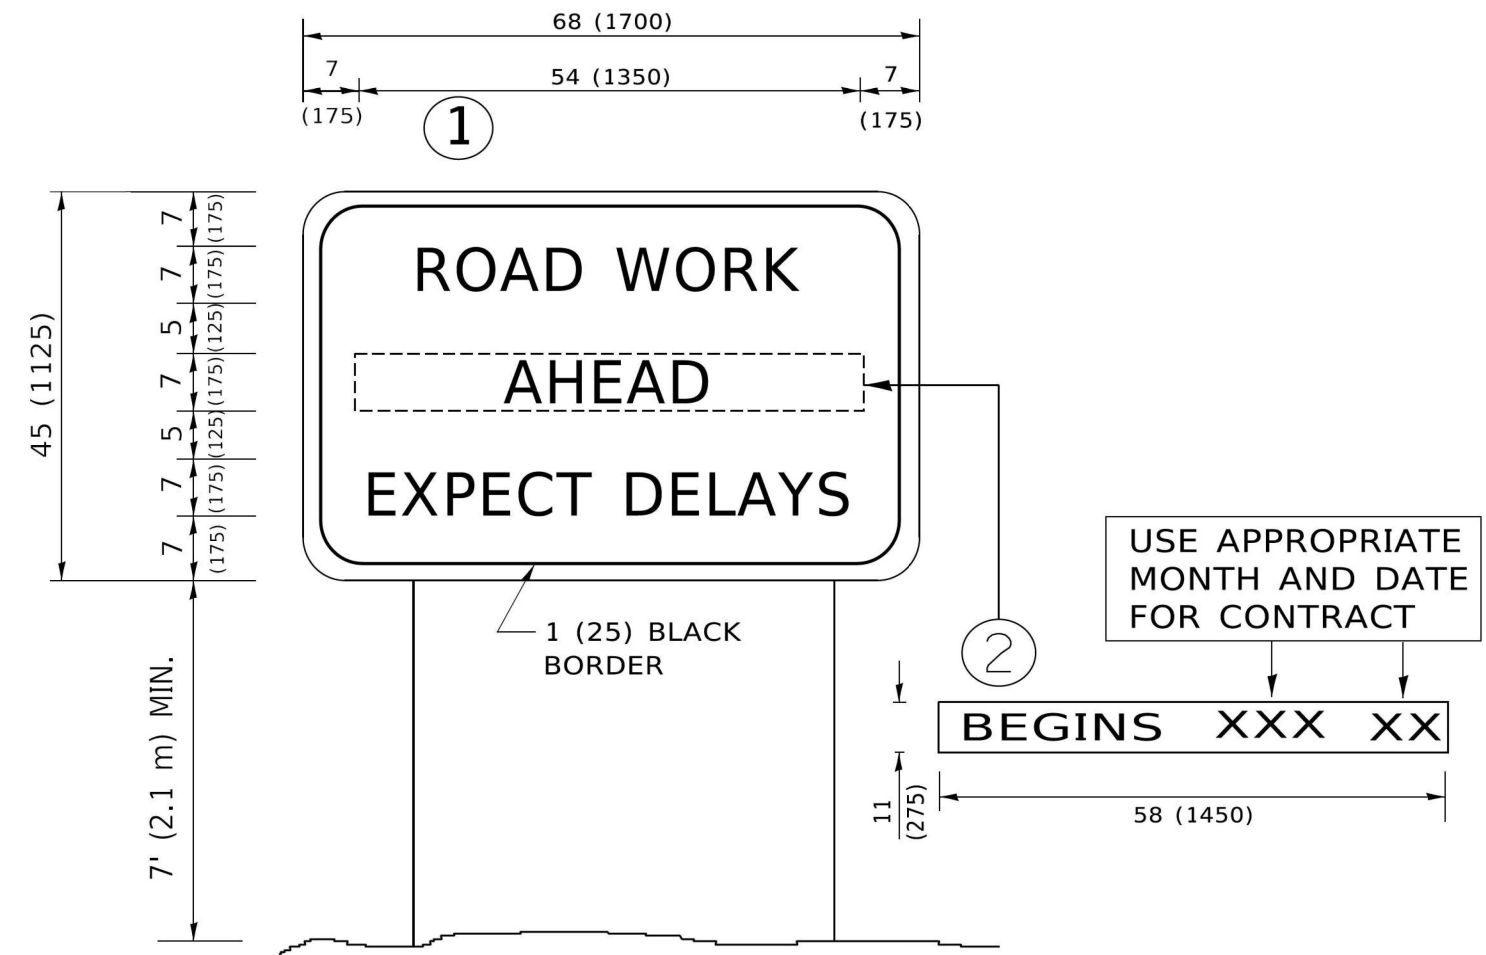 68 (1700)
7
54 (1350)
7
(175)
(175)
1
45 (1125)
7
(175)
7
(175)
5
(125)
7
(175)
5
(125)
7
(175)
7
(175)
ROAD WORK
AHEAD
EXPECT DELAYS
1 (25) BLACK
BORDER
7' (2.1 m) MIN.
2
USE APPROPRIATE
MONTH AND DATE
FOR CONTRACT
BEGINS XXX XX
11
(275)
58 (1450)